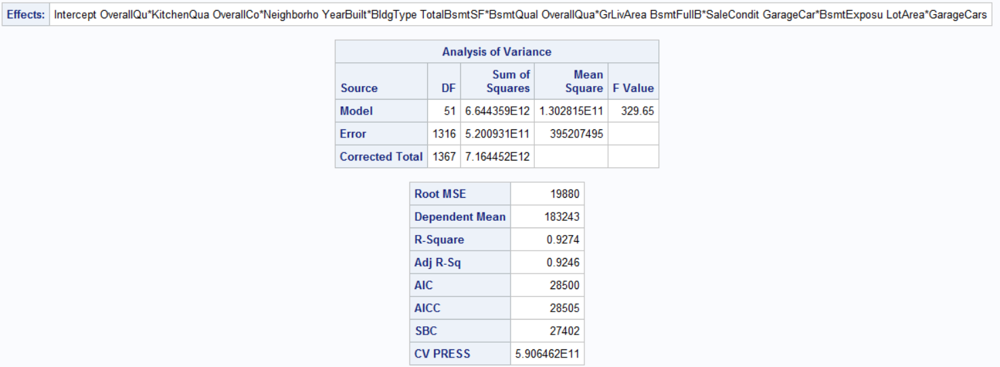 Effects: Intercept OverallQu*KitchenQua OverallCo*Neighborho YearBuilt*BldgType TotalBsmtSF*BsmtQual OverallQua*GrLivArea BsmtFullB*SaleCondit GarageCar*BsmtExposu LotArea*GarageCars
Analysis of Variance
Source DF Sum of Squares Mean Square F Value
Model 51 6.644359E12 1.302815E11 329.65
Error 1316 5.200931E11 395207495
Corrected Total 1367 7.164452E12
Root MSE 19880
Dependent Mean 183243
R-Square 0.9274
Adj R-Sq 0.9246
AIC 28500
AICC 28505
SBC 27402
CV PRESS 5.906462E11